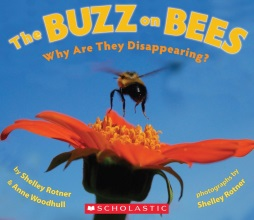 The BUZZ on BEES
Why Are They Disappearing?
by Shelley Rotner
& Anne Woodhull
photographs by
Shelley Rotner
SCHOLASTIC